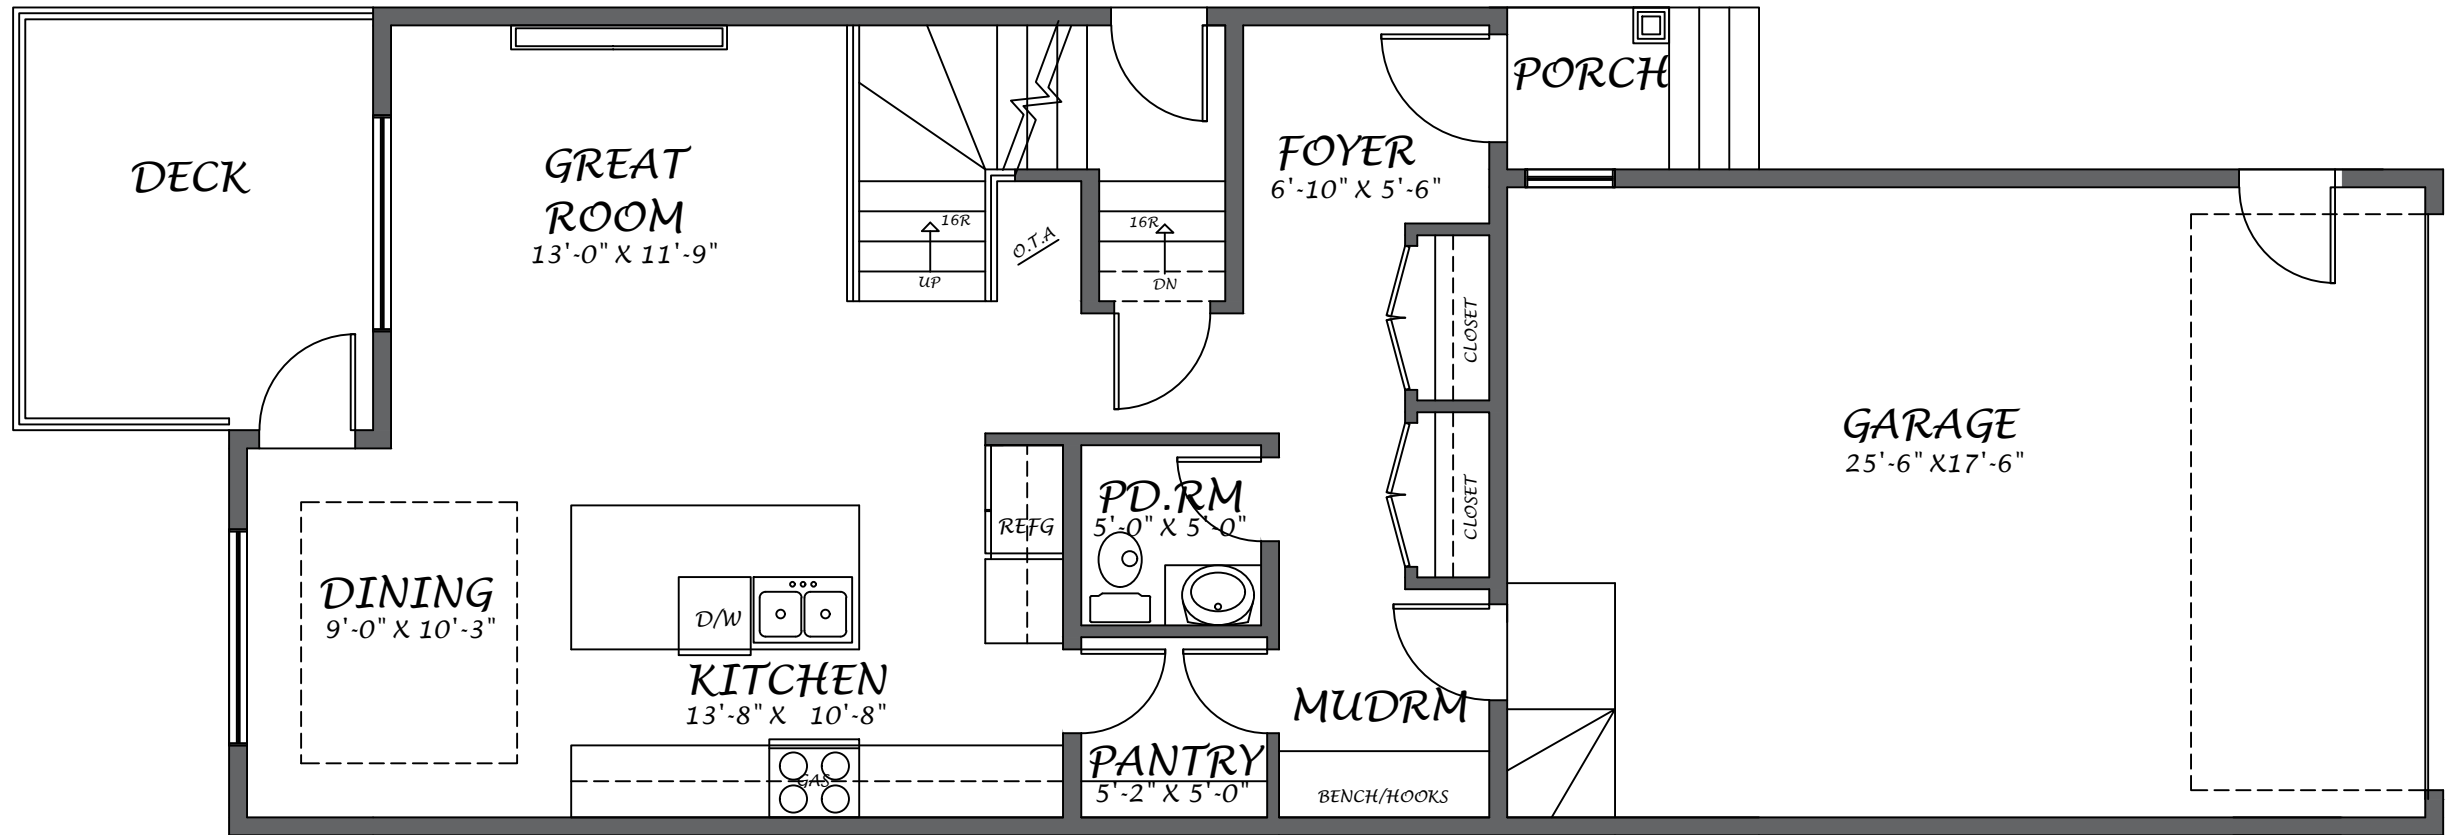 DECK
GREAT
ROOM
13'-0" X 11'-9"
16R
UP
O.T.A
16R
DN
FOYER
6'-10" X 5'-6"
PORCH
CLOSET
CLOSET
GARAGE
25'-6" X17'-6"
DINING
9'-0" X 10'-3"
D/W
KITCHEN
13'-8" X 10'-8"
GAS
REFG
PD.RM
5'-0" X 5'-0"
PANTRY
5'-2" X 5'-0"
MUDRM
BENCH/HOOKS